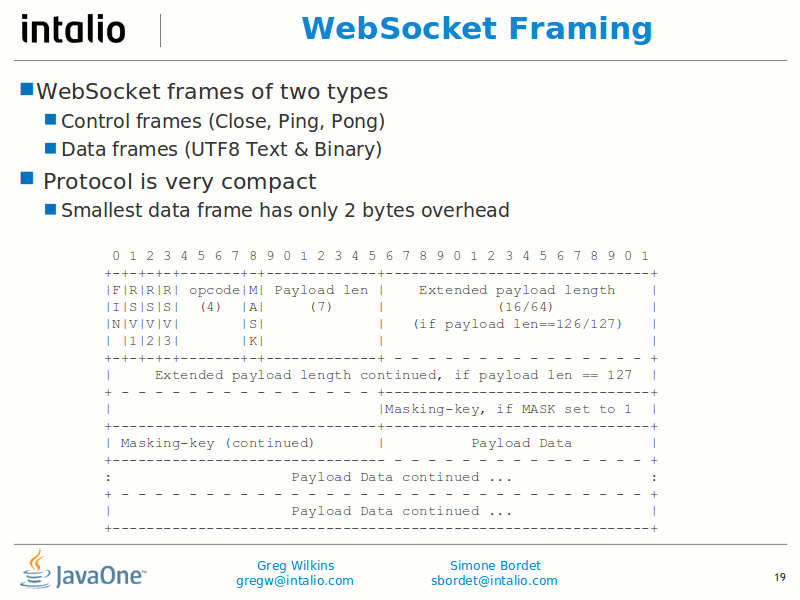 intalio
WebSocket Framing
WebSocket frames of two types
Control frames (Close, Ping, Pong)
Data frames (UTF8 Text & Binary)
Protocol is very compact
Smallest data frame has only 2 bytes overhead
 0 1 2 3 4 5 6 7 8 9 0 1 2 3 4 5 6 7 8 9 0 1 2 3 4 5 6 7 8 9 0 1
+-+-+-+-+-------+-+-------------+-------------------------------+
|F|R|R|R| opcode|M| Payload len |    Extended payload length    |
|I|S|S|S|  (4)  |A|     (7)     |             (16/64)           |
|N|V|V|V|       |S|             |   (if payload len==126/127)   |
| |1|2|3|       |K|             |                               |
+-+-+-+-+-------+-+-------------+ - - - - - - - - - - - - - - - +
|     Extended payload length continued, if payload len == 127  |
+ - - - - - - - - - - - - - - - +-------------------------------+
|                               |Masking-key, if MASK set to 1  |
+-------------------------------+-------------------------------+
| Masking-key (continued)       |          Payload Data         |
+-------------------------------- - - - - - - - - - - - - - - - +
:                     Payload Data continued ...                :
+ - - - - - - - - - - - - - - - - - - - - - - - - - - - - - - - +
|                     Payload Data continued ...                |
+---------------------------------------------------------------+
JavaOne™
Greg Wilkins
gregw@intalio.com
Simone Bordet
sbordet@intalio.com
19